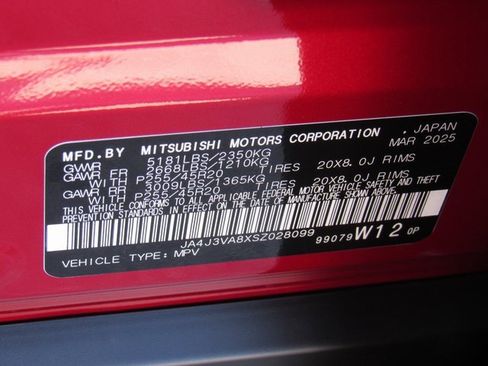 MFD.BY MITSUBISHI MOTORS CORPORATION, JAPAN
MAR 2025
GVWR 5181LBS/2350KG
GAWR FR 2668LBS/1210KG
WITH P255/45R20 TIRES 20X8.0J RIMS
GAWR RR 3009LBS/1365KG
WITH P255/45R20 TIRES 20X8.0J RIMS
THIS VEHICLE CONFORMS TO ALL APPLICABLE FEDERAL MOTOR VEHICLE SAFETY, BUMPER, AND THEFT
PREVENTION STANDARDS IN EFFECT ON THE DATE OF MANUFACTURE SHOWN ABOVE.
JA4J3VA8XSZ028099
VEHICLE TYPE: MPV 99079 W12 0P